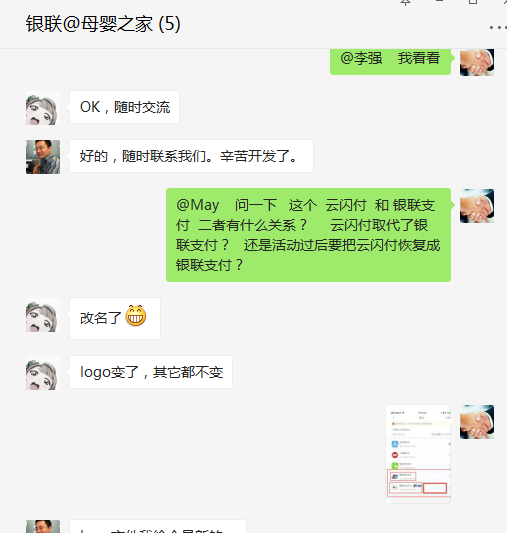 银联@母婴之家 (5)
@李强 我看看
OK，随时交流
好的，随时联系我们。辛苦开发了。
@May 问一下 这个 云闪付 和 银联支
付 二者有什么关系？ 云闪付取代了银
联支付？ 还是活动过后要把云闪付恢复成
银联支付？
改名了
logo变了，其它都不变